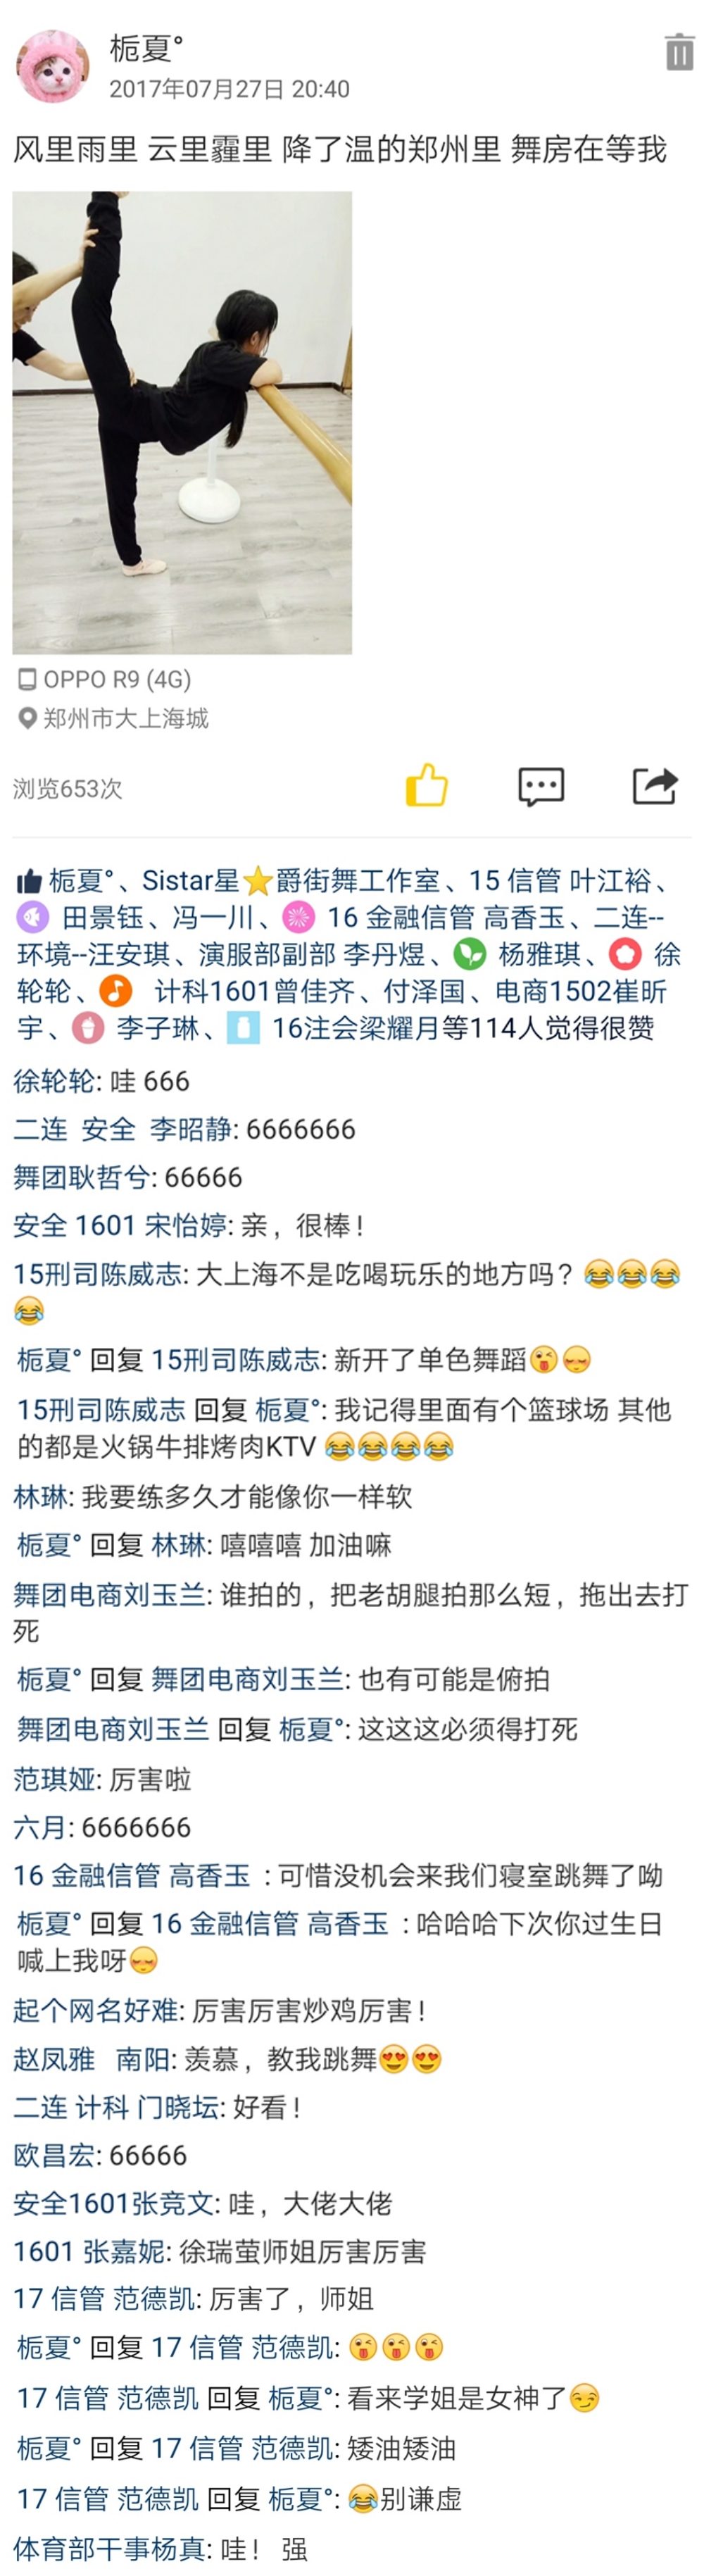 栀夏°
2017年07月27日 20:40
风里雨里 云里霾里 降了温的郑州里 舞房在等我
OPPO R9 (4G)
郑州市大上海城
浏览653次
栀夏°、Sistar星⭐爵街舞工作室、15 信管 叶江裕、
田景钰、冯一川、 16 金融信管 高香玉、二连--
环境--汪安琪、演服部副部 李丹煜、 杨雅琪、 徐
轮轮、 计科1601曾佳齐、付泽国、电商1502崔昕
宇、 李子琳、 16注会梁耀月等114人觉得很赞
徐轮轮: 哇 666
二连 安全 李昭静: 6666666
舞团耿哲兮: 66666
安全 1601 宋怡婷: 亲，很棒！
15刑司陈威志: 大上海不是吃喝玩乐的地方吗？😂😂😂
😂
栀夏° 回复 15刑司陈威志: 新开了单色舞蹈😜😌
15刑司陈威志 回复 栀夏°: 我记得里面有个篮球场 其他
的都是火锅牛排烤肉KTV 😂😂😂😂
林琳: 我要练多久才能像你一样软
栀夏° 回复 林琳: 嘻嘻嘻 加油嘛
舞团电商刘玉兰: 谁拍的，把老胡腿拍那么短，拖出去打
死
栀夏° 回复 舞团电商刘玉兰: 也有可能是俯拍
舞团电商刘玉兰 回复 栀夏°: 这这这必须得打死
范琪娅: 厉害啦
六月: 6666666
16 金融信管 高香玉 : 可惜没机会来我们寝室跳舞了呦
栀夏° 回复 16 金融信管 高香玉 : 哈哈哈下次你过生日
喊上我呀😌
起个网名好难: 厉害厉害炒鸡厉害！
赵凤雅 南阳: 羡慕，教我跳舞😍😍
二连 计科 门晓坛: 好看！
欧昌宏: 66666
安全1601张竞文: 哇，大佬大佬
1601 张嘉妮: 徐瑞萤师姐厉害厉害
17 信管 范德凯: 厉害了，师姐
栀夏° 回复 17 信管 范德凯: 😜😜😜
17 信管 范德凯 回复 栀夏°: 看来学姐是女神了😏
栀夏° 回复 17 信管 范德凯: 矮油矮油
17 信管 范德凯 回复 栀夏°: 😂别谦虚
体育部干事杨真: 哇！ 强